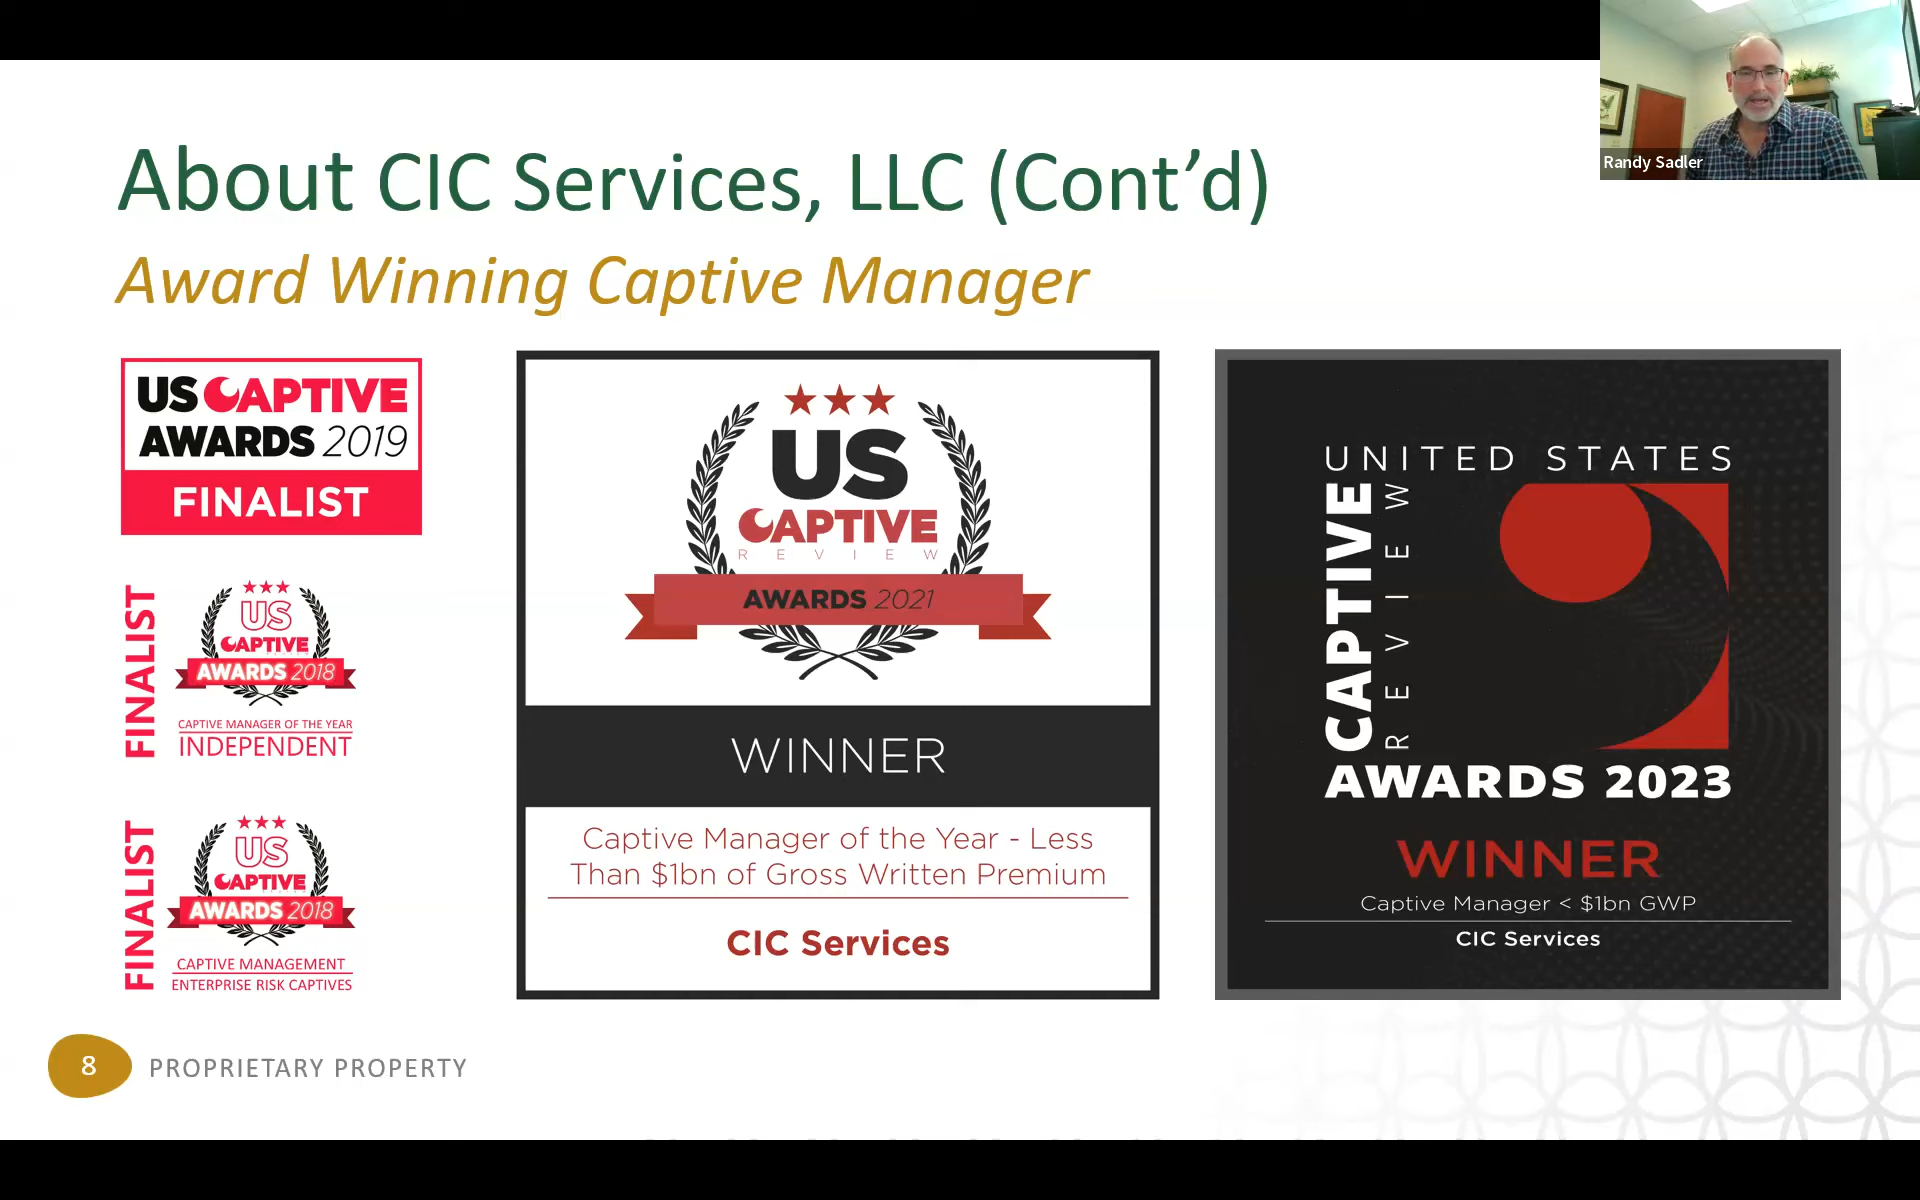 Randy Sadler
About CIC Services, LLC (Cont’d)
Award Winning Captive Manager
US CAPTIVE
AWARDS 2019
FINALIST
FINALIST
US
CAPTIVE
AWARDS 2018
CAPTIVE MANAGER OF THE YEAR
INDEPENDENT
FINALIST
US
CAPTIVE
AWARDS 2018
CAPTIVE MANAGEMENT
ENTERPRISE RISK CAPTIVES
US
CAPTIVE
REVIEW
AWARDS 2021
WINNER
Captive Manager of the Year - Less
Than $1bn of Gross Written Premium
CIC Services
UNITED STATES
CAPTIVE
REVIEW
AWARDS 2023
WINNER
Captive Manager < $1bn GWP
CIC Services
8
PROPRIETARY PROPERTY